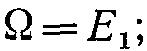 Ω = E₁;